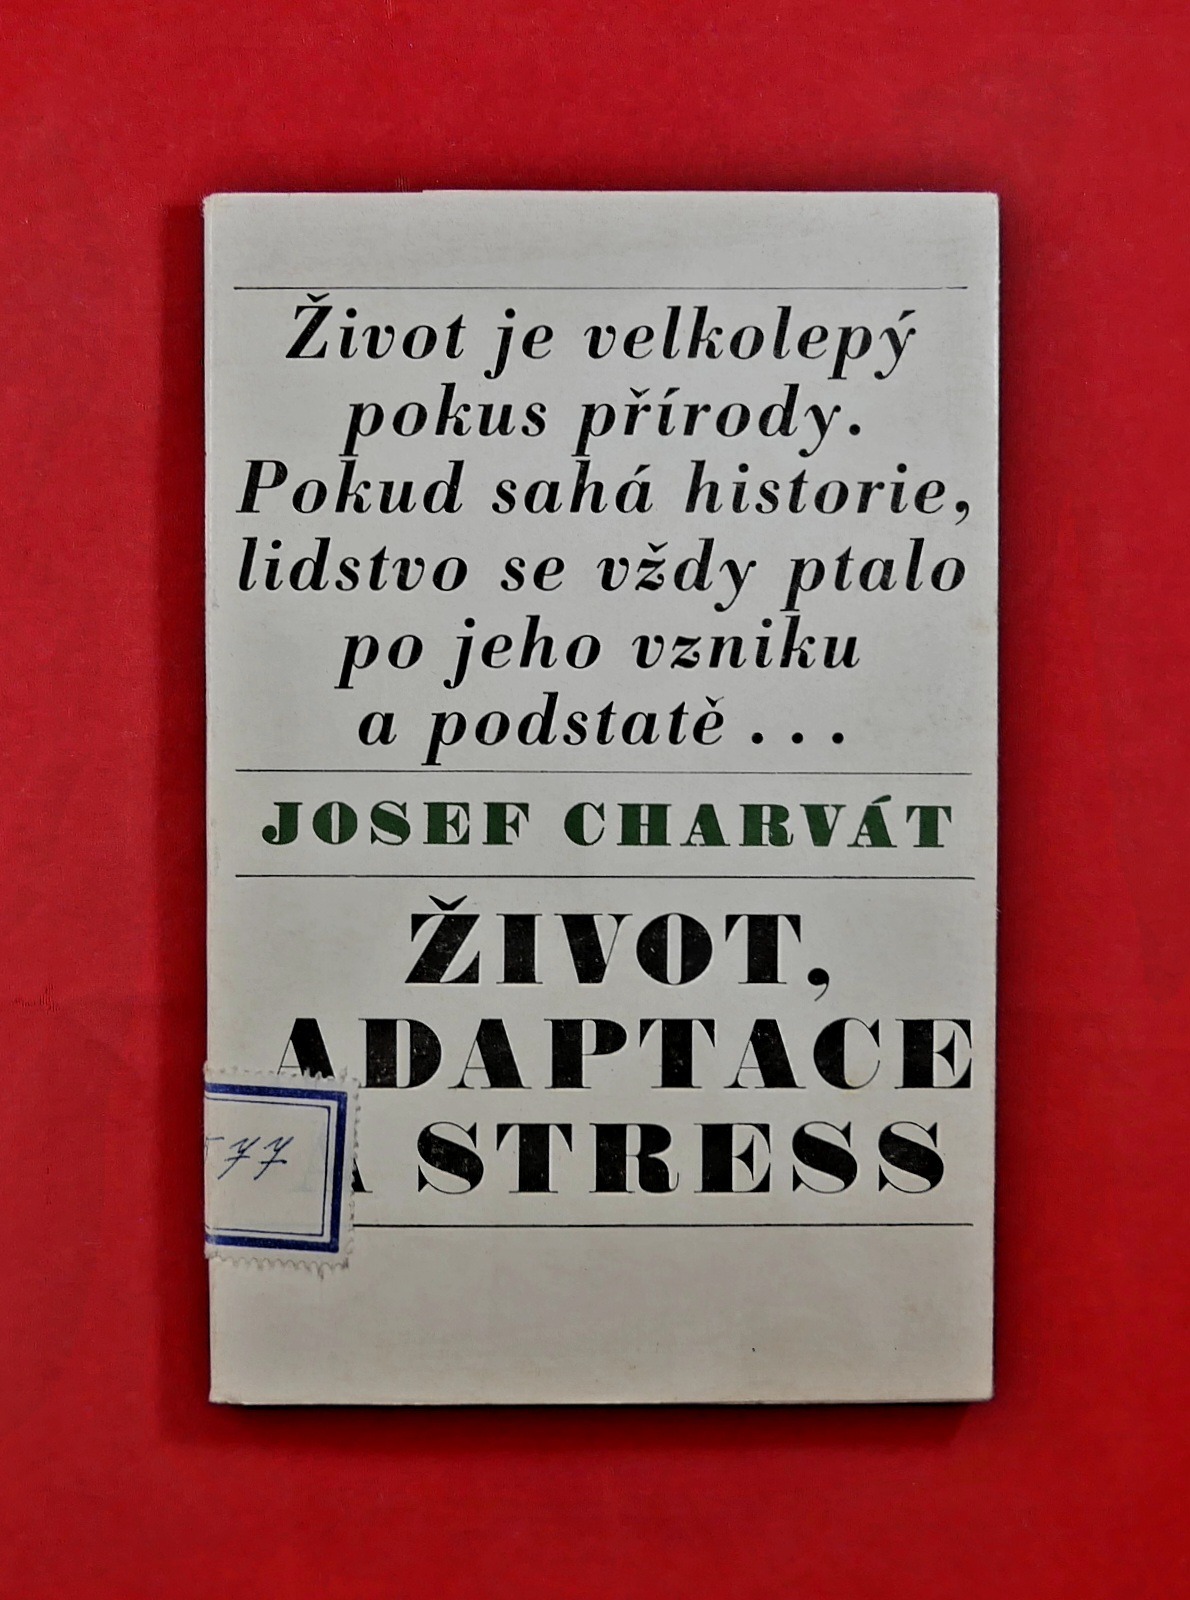 Život je velkolepý
pokus přírody.
Pokud sahá historie,
lidstvo se vždy ptalo
po jeho vzniku
a podstatě . . .
JOSEF CHARVÁT
ŽIVOT,
ADAPTACE
A STRESS
77